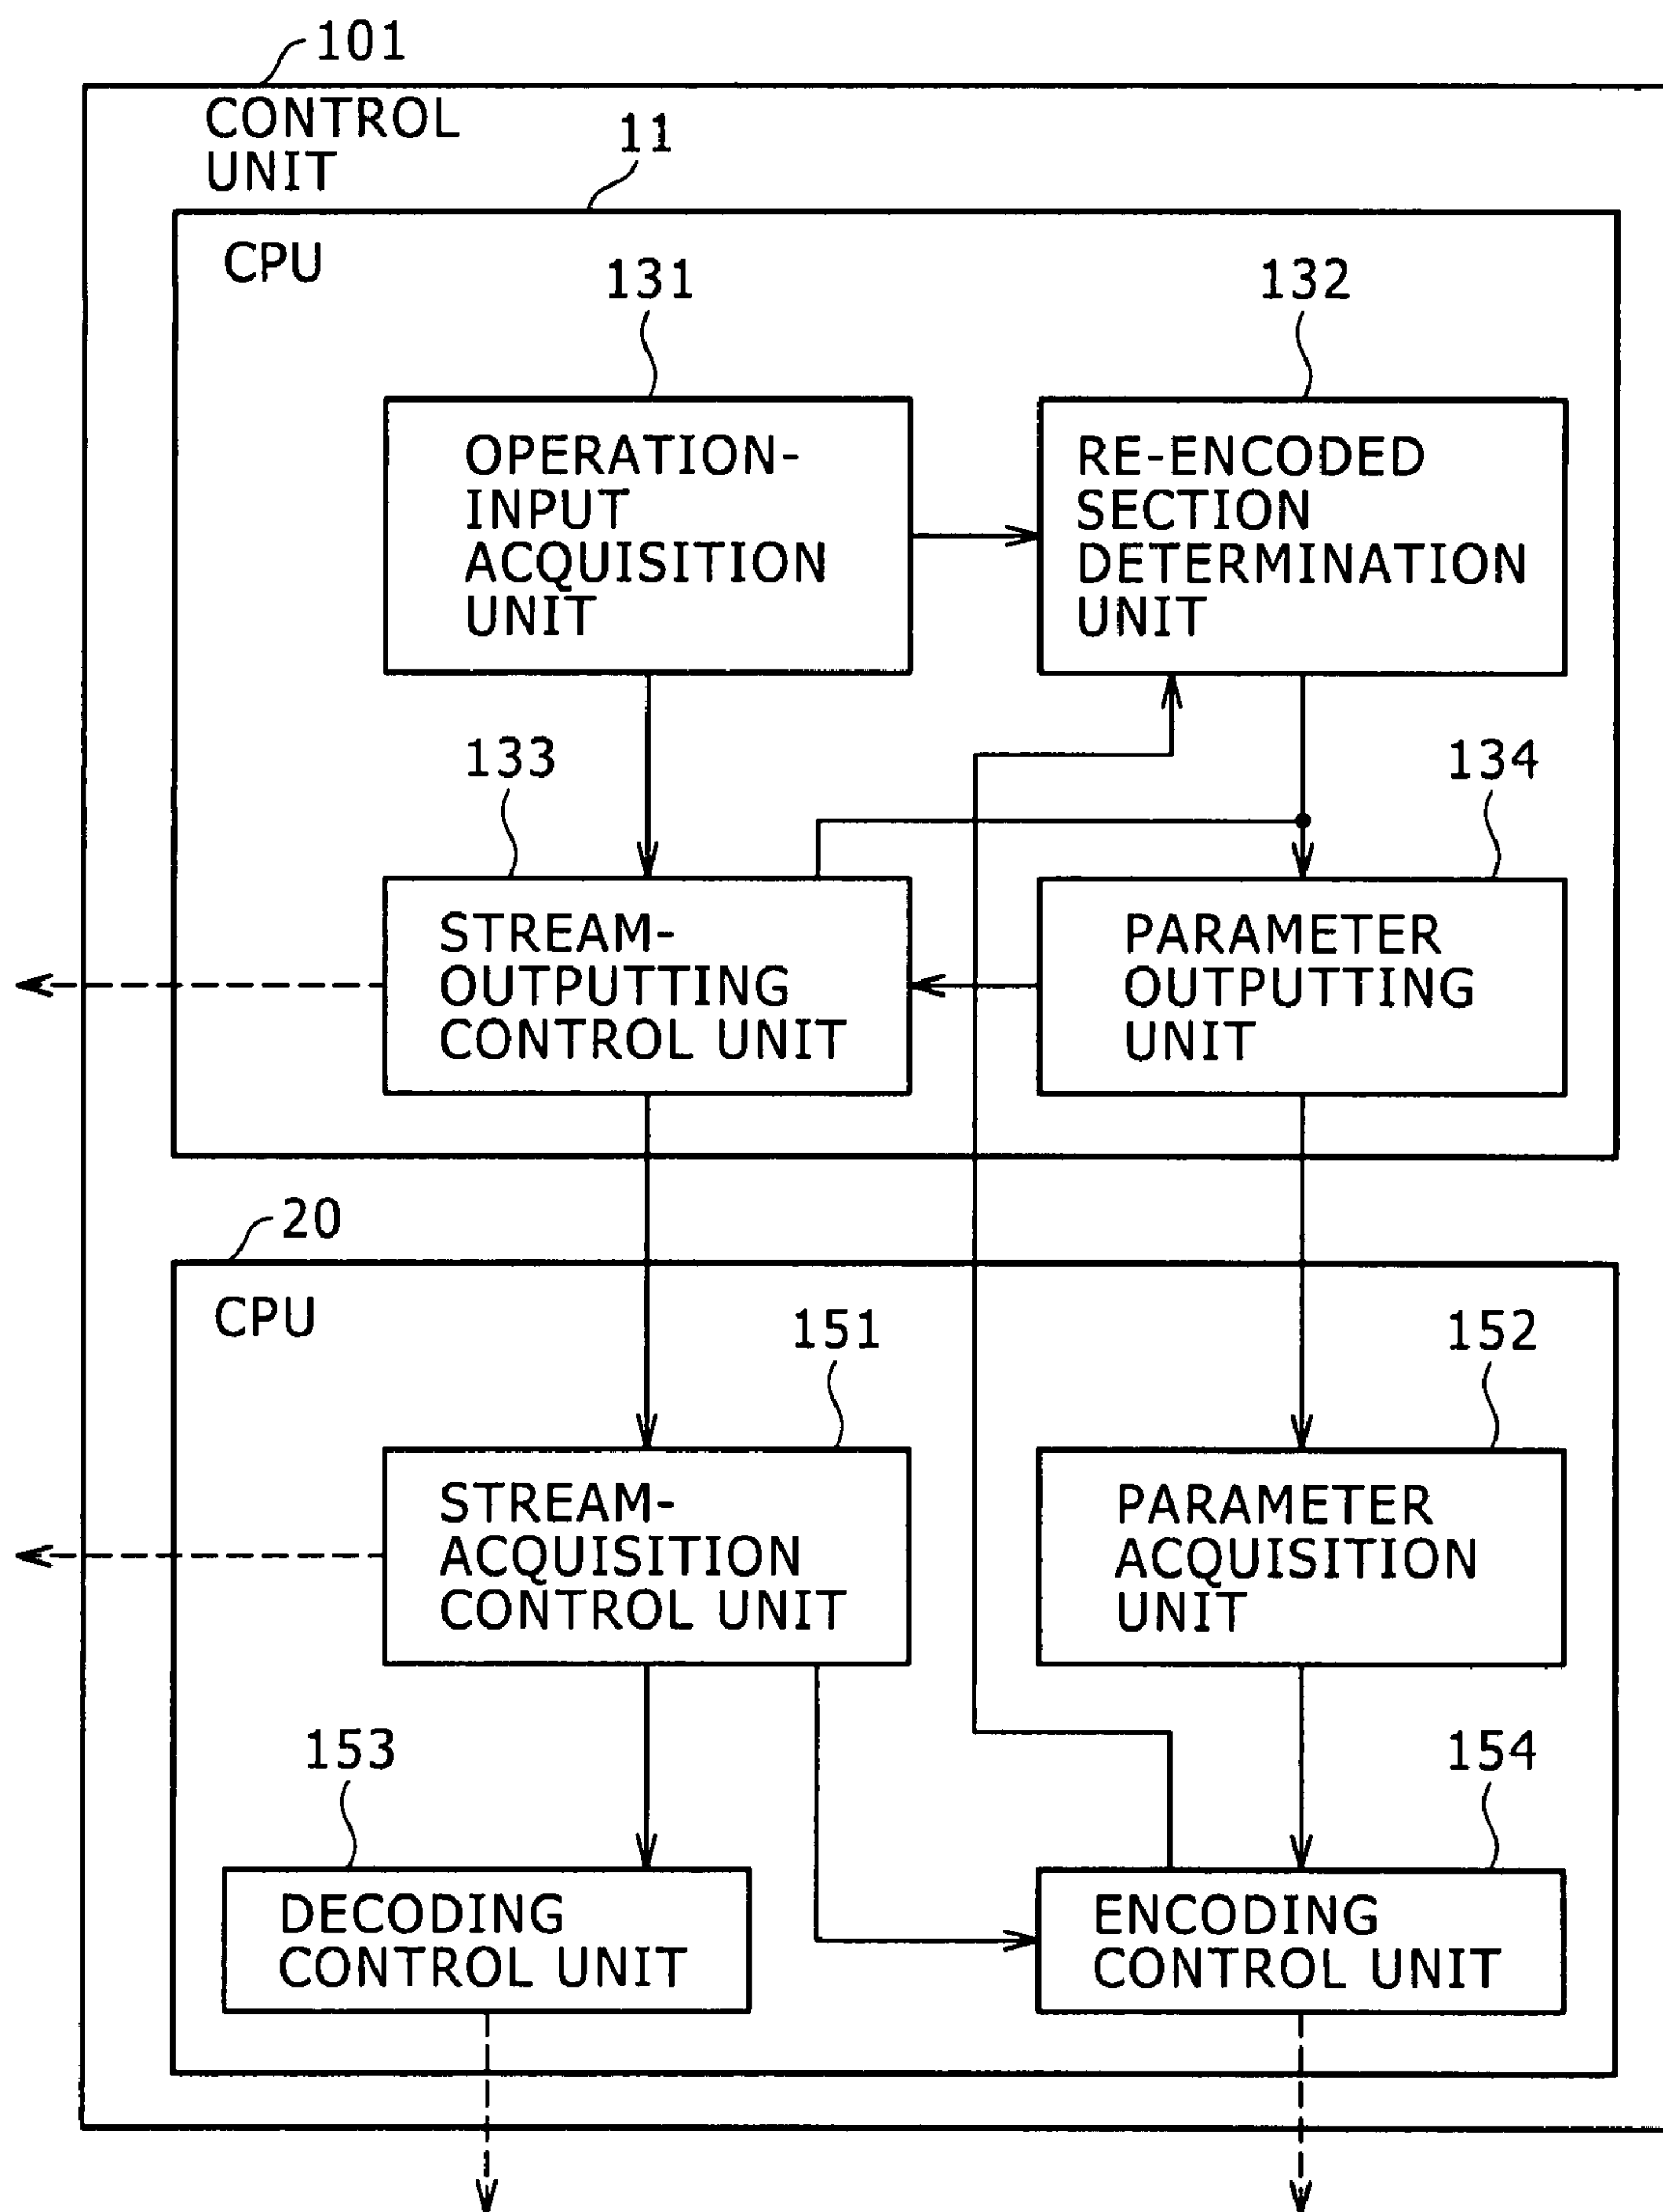 101
CONTROL
UNIT
11
CPU
131
132
OPERATION-
INPUT
ACQUISITION
UNIT
RE-ENCODED
SECTION
DETERMINATION
UNIT
133
134
STREAM-
OUTPUTTING
CONTROL UNIT
PARAMETER
OUTPUTTING
UNIT
20
CPU
151
152
STREAM-
ACQUISITION
CONTROL UNIT
PARAMETER
ACQUISITION
UNIT
153
154
DECODING
CONTROL UNIT
ENCODING
CONTROL UNIT